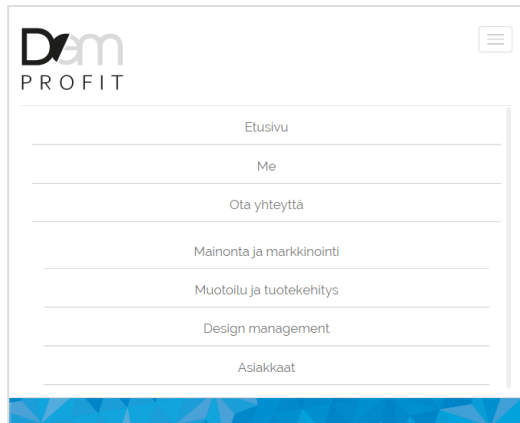 Dem
PROFIT
Etusivu
Me
Ota yhteyttä
Mainonta ja markkinointi
Muotoilu ja tuotekehitys
Design management
Asiakkaat